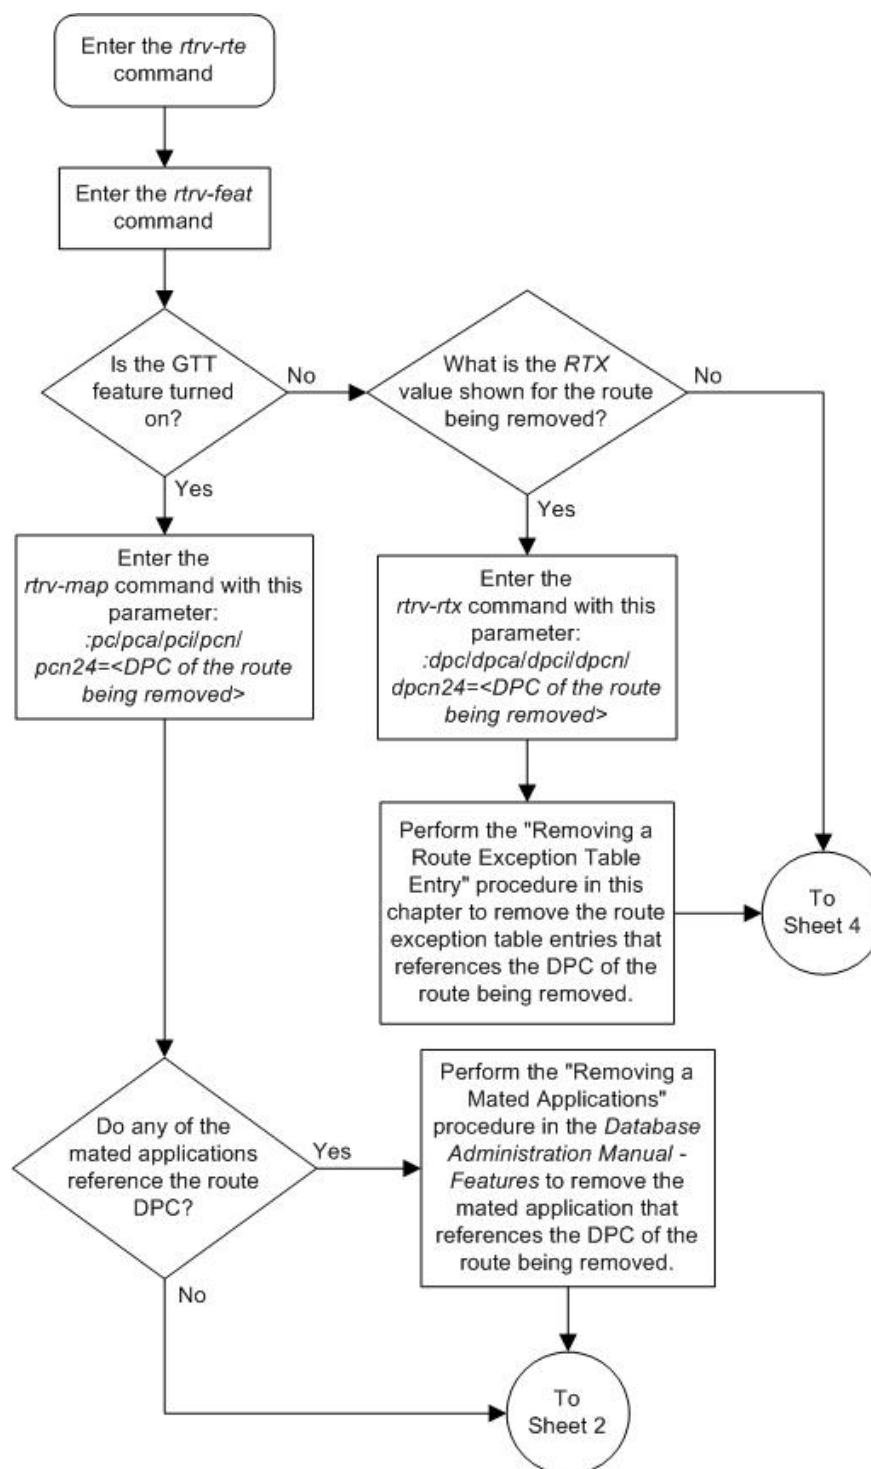 Enter the rtrv-rte
command
Enter the rtrv-feat
command
Is the GTT
feature turned
on?
No
What is the RTX
value shown for the route
being removed?
No
Yes
Yes
Enter the
rtrv-map command with this
parameter:
:pc/pca/pci/pcn/
pcn24=<DPC of the route
being removed>
Enter the
rtrv-rtx command with this
parameter:
:dpc/dpca/dpci/dpcn/
dpcn24=<DPC of the route
being removed>
Perform the "Removing a
Route Exception Table
Entry" procedure in this
chapter to remove the route
exception table entries that
references the DPC of the
route being removed.
To
Sheet 4
Do any of the
mated applications
reference the route
DPC?
Yes
Perform the "Removing a
Mated Applications"
procedure in the Database
Administration Manual -
Features to remove the
mated application that
references the DPC of the
route being removed.
No
To
Sheet 2